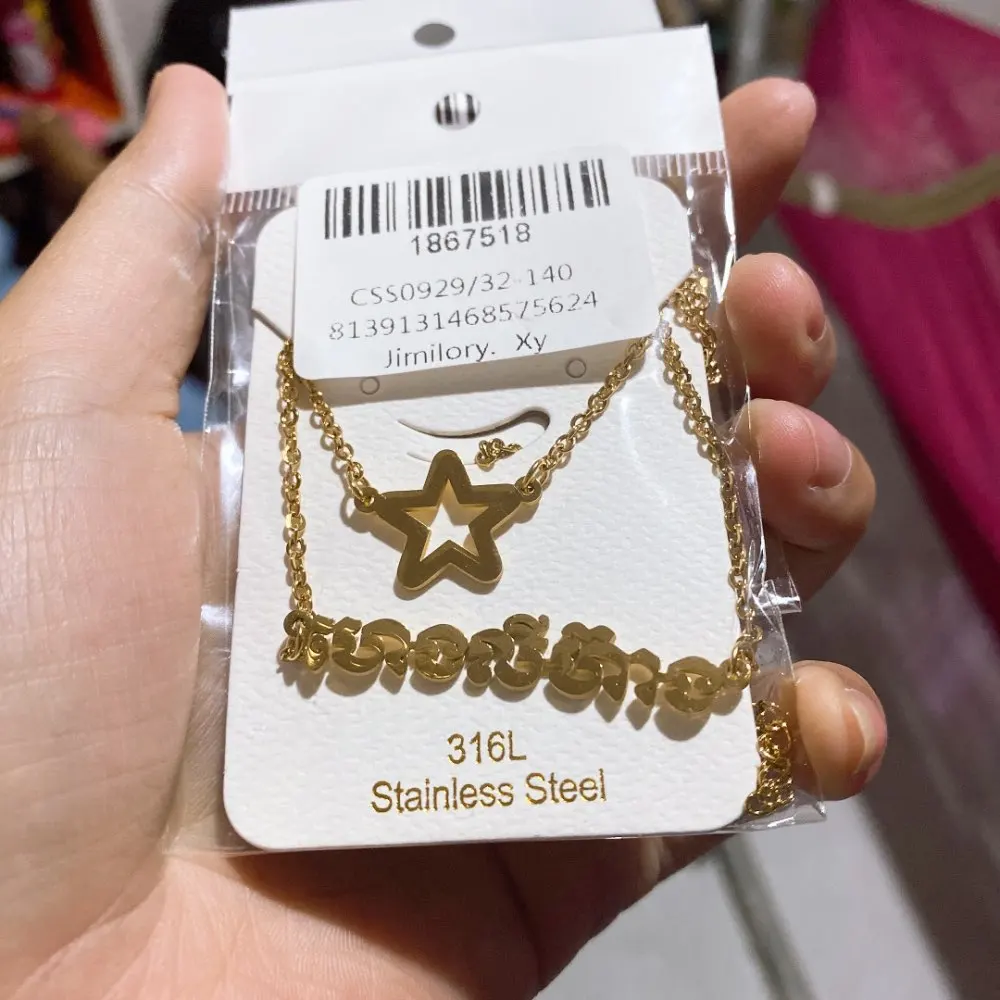 1867518
CSS0929/32-140
8139131468575624
Jimilory. Xy
316L
Stainless Steel